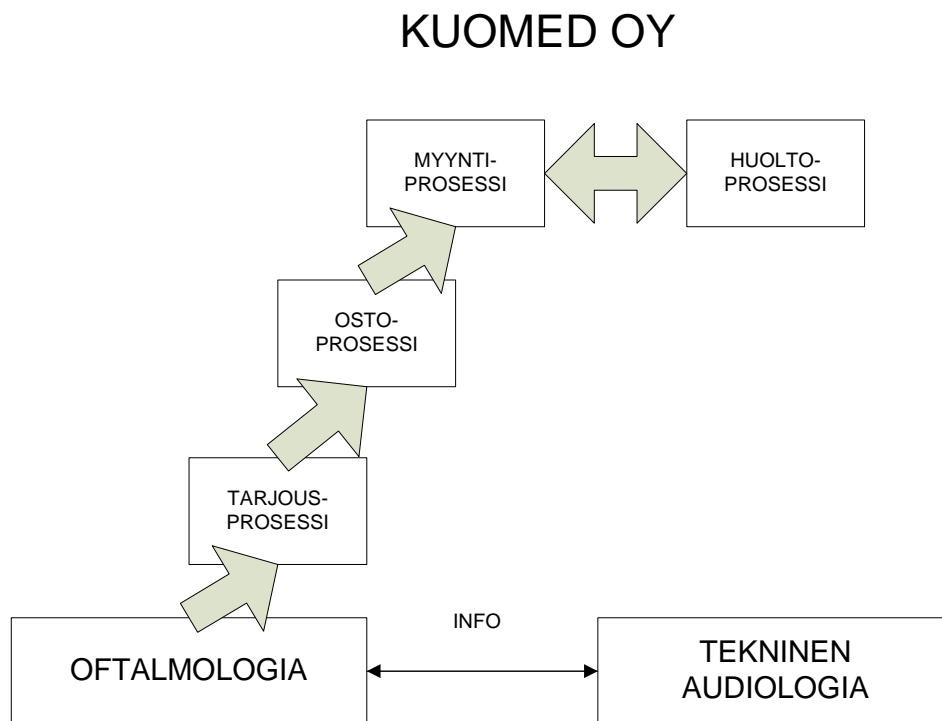 KUOMED OY
MYYNTI-
PROSESSI
HUOLTO-
PROSESSI
OSTO-
PROSESSI
TARJOUS-
PROSESSI
INFO
OFTALMOLOGIA
TEKNINEN
AUDIOLOGIA